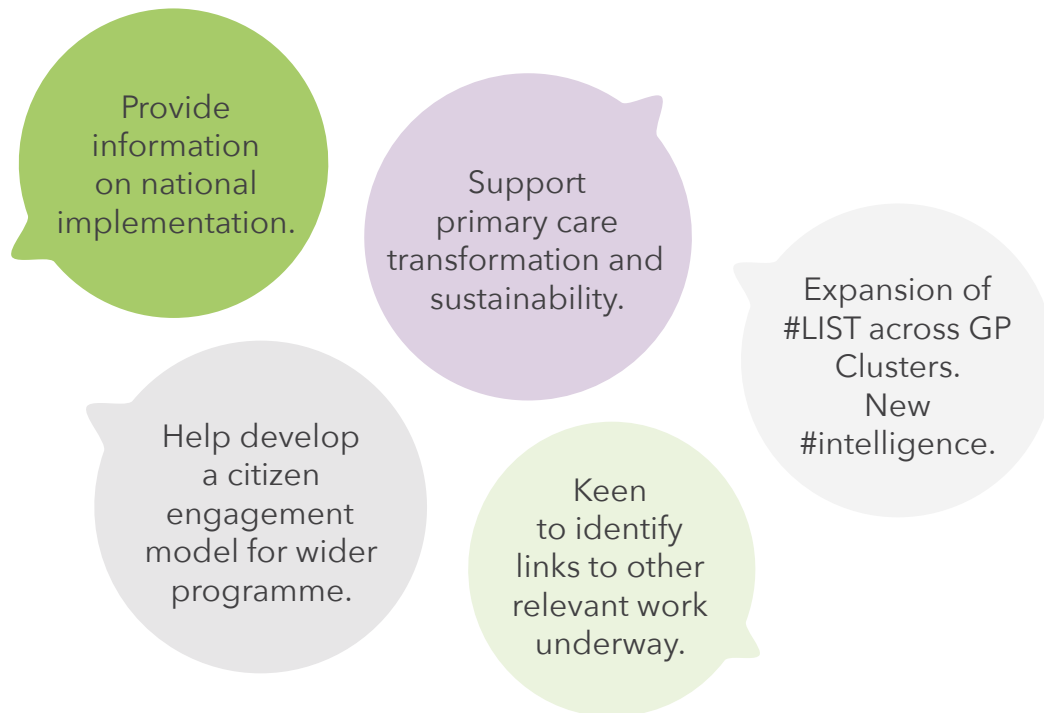 Provide
information
on national
implementation.
Support
primary care
transformation and
sustainability.
Expansion of
#LIST across GP
Clusters.
New
#intelligence.
Help develop
a citizen
engagement
model for wider
programme.
Keen
to identify
links to other
relevant work
underway.